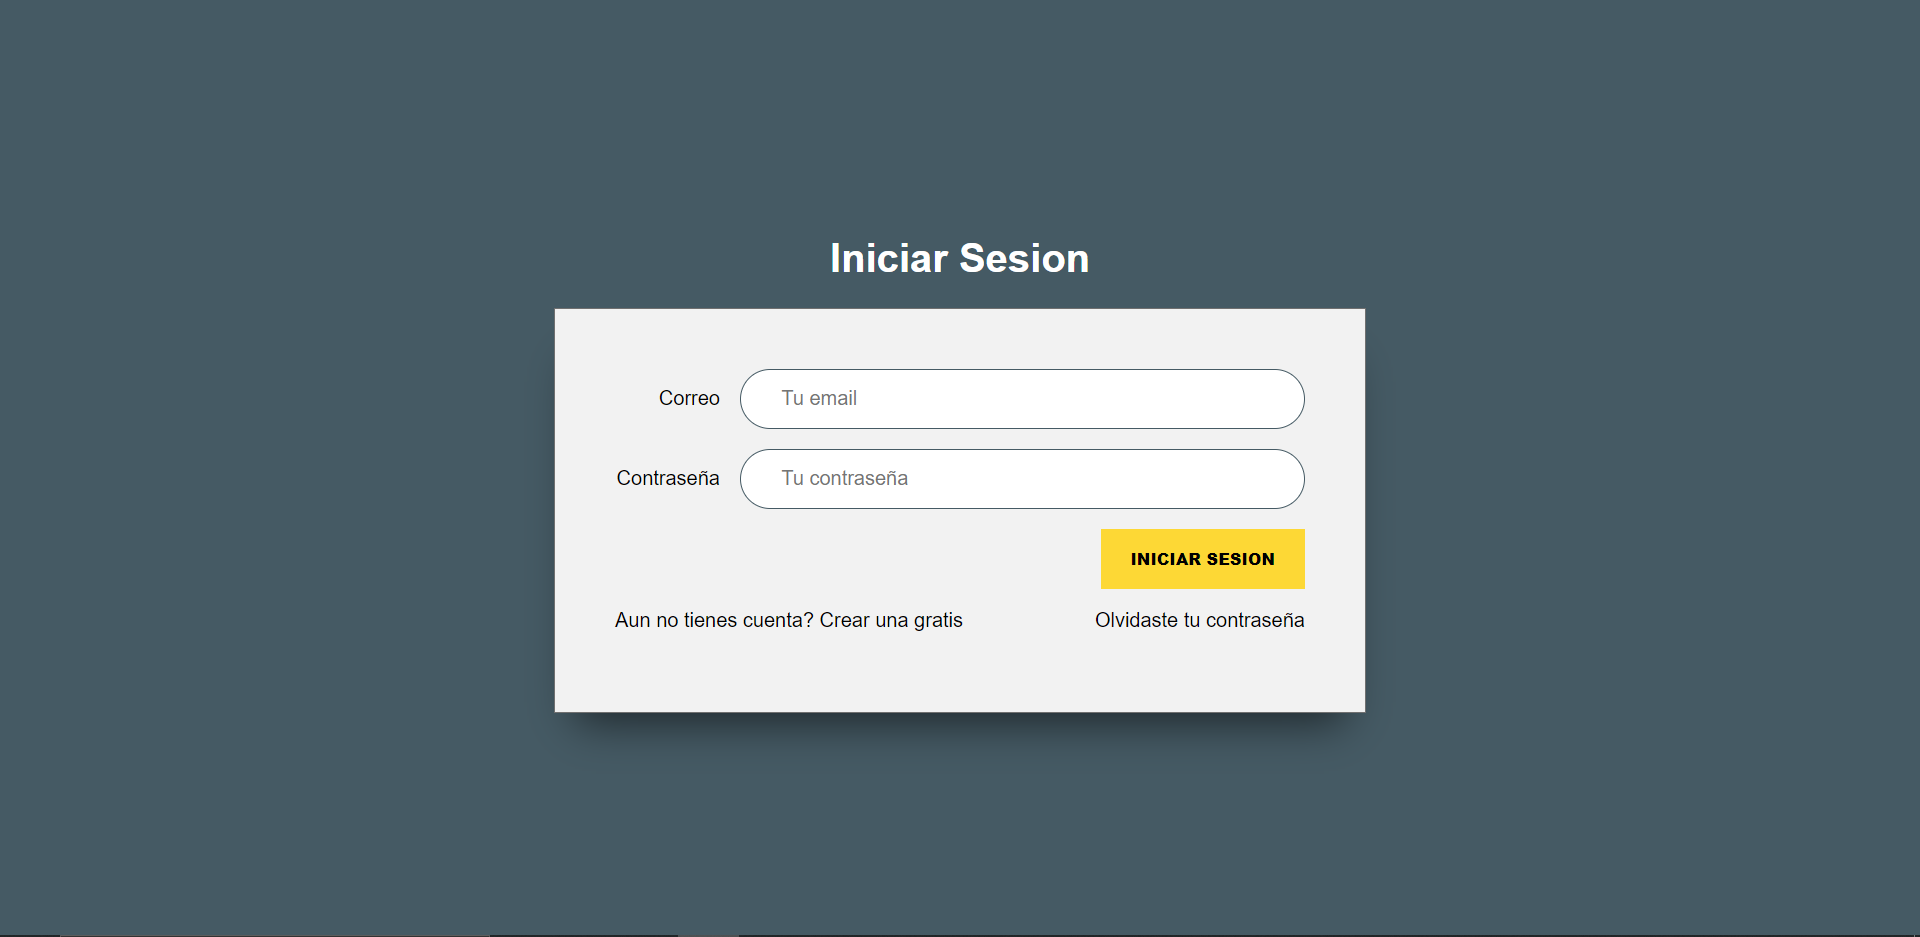 Iniciar Sesion
Correo
Tu email
Contraseña
Tu contraseña
INICIAR SESION
Aun no tienes cuenta? Crear una gratis
Olvidaste tu contraseña